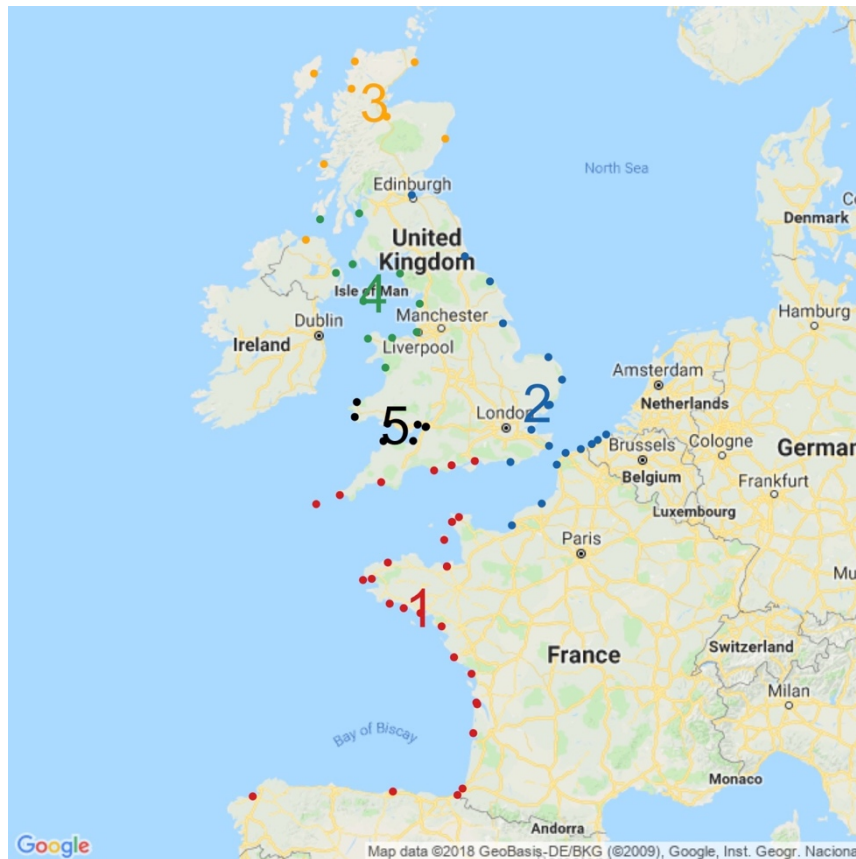 3
North Sea
Edinburgh
Denmark
United
Kingdom
Isle of Man
4
Hamburg
Dublin
Manchester
Ireland
Liverpool
Amsterdam
2
Netherlands
5
London
Brussels
Cologne
German
Belgium
Frankfurt
Luxembourg
Paris
Mu
1
Switzerland
France
Milan
Bay of Biscay
Monaco
Andorra
Google
Map data ©2018 GeoBasis-DE/BKG (©2009), Google, Inst. Geogr. Naciona